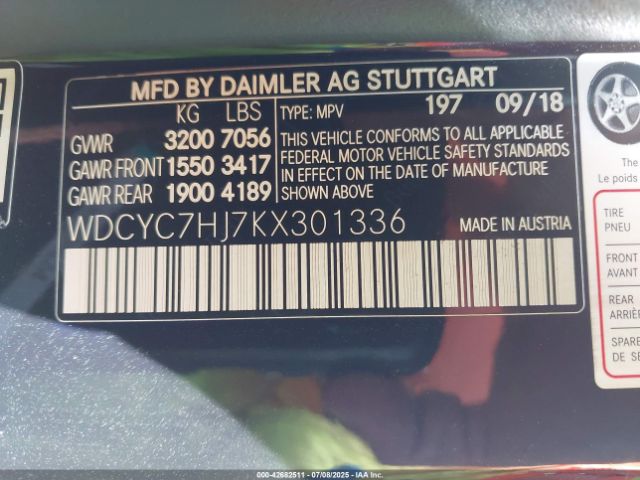 MFD BY DAIMLER AG STUTTGART
KG LBS TYPE: MPV 197 09/18
GVWR 3200 7056
GAWR FRONT 1550 3417
GAWR REAR 1900 4189
THIS VEHICLE CONFORMS TO ALL APPLICABLE
FEDERAL MOTOR VEHICLE SAFETY STANDARDS
IN EFFECT ON THE DATE OF MANUFACTURE
SHOWN ABOVE
WDCYC7HJ7KX301336 MADE IN AUSTRIA
The
Le poids
TIRE
PNEU
FRONT
AVANT
REAR
ARRIÈR
SPARE
DE SE
000-42682511 - 07/08/2025 - IAAI Inc. (Copart)